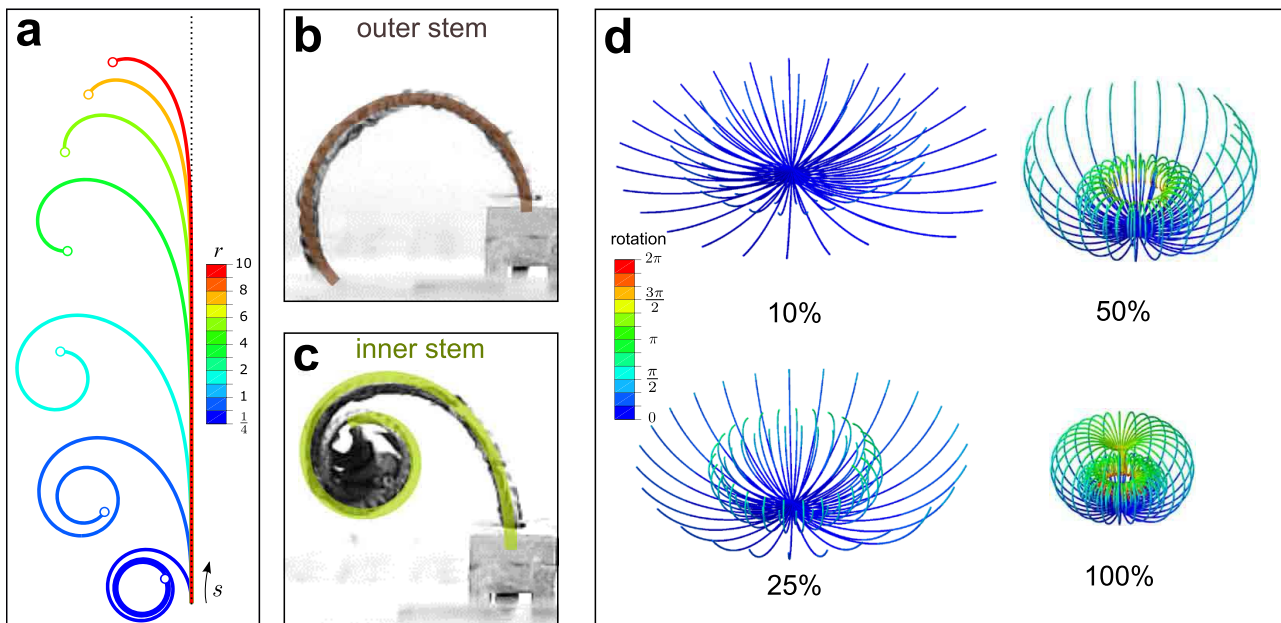 a
r
10
8
6
4
2
1
1/4
s
b
outer stem
c
inner stem
d
rotation
2π
3π/2
π
π/2
0
10%
50%
25%
100%